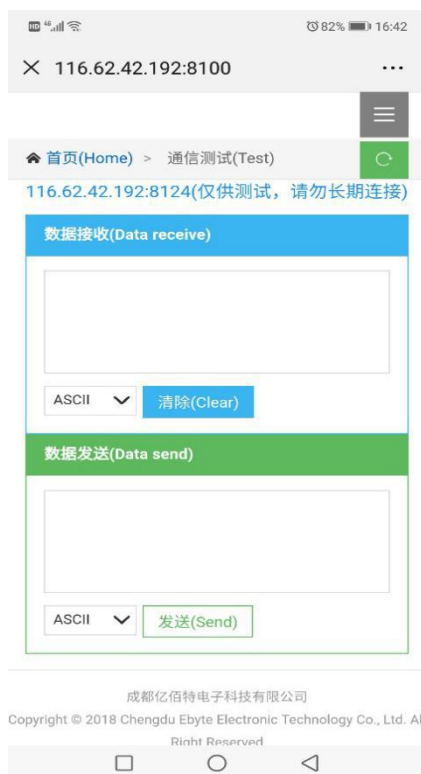 HD 4G 82% 16:42
116.62.42.192:8100
首页(Home) > 通信测试(Test)
116.62.42.192:8124(仅供测试，请勿长期连接)
数据接收(Data receive)
ASCII 清除(Clear)
数据发送(Data send)
ASCII 发送(Send)
成都亿佰特电子科技有限公司
Copyright © 2018 Chengdu Ebyte Electronic Technology Co., Ltd. Al
Right Reserved